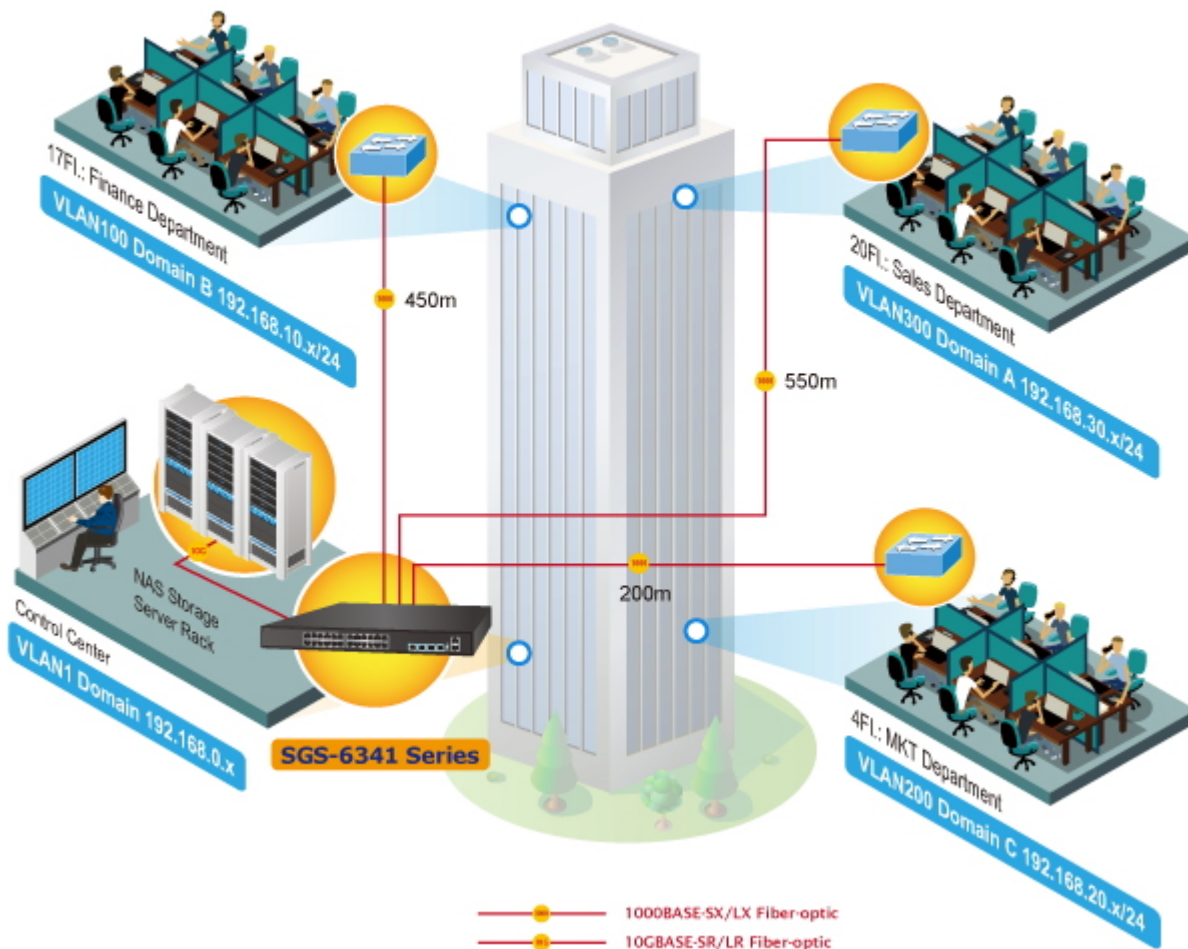 17Fl.: Finance Department
VLAN100 Domain B 192.168.10.x/24
450m
20Fl.: Sales Department
VLAN300 Domain A 192.168.30.x/24
550m
10G
NAS Storage
Server Rack
Control Center
VLAN1 Domain 192.168.0.x
SGS-6341 Series
200m
4Fl.: MKT Department
VLAN200 Domain C 192.168.20.x/24
1000BASE-SX/LX Fiber-optic
10GBASE-SR/LR Fiber-optic